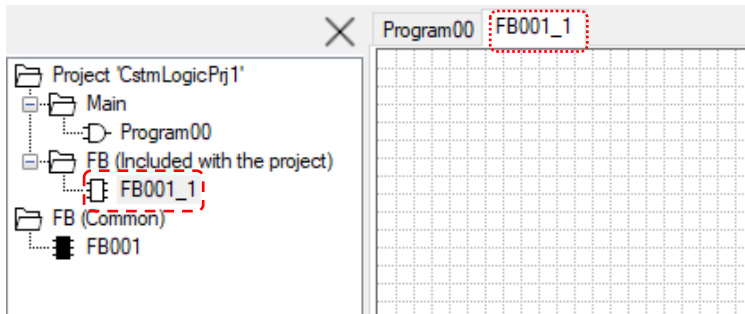 Program00 FB001_1
Project 'CstmLogicPrj1'
Main
Program00
FB (Included with the project)
FB001_1
FB (Common)
FB001